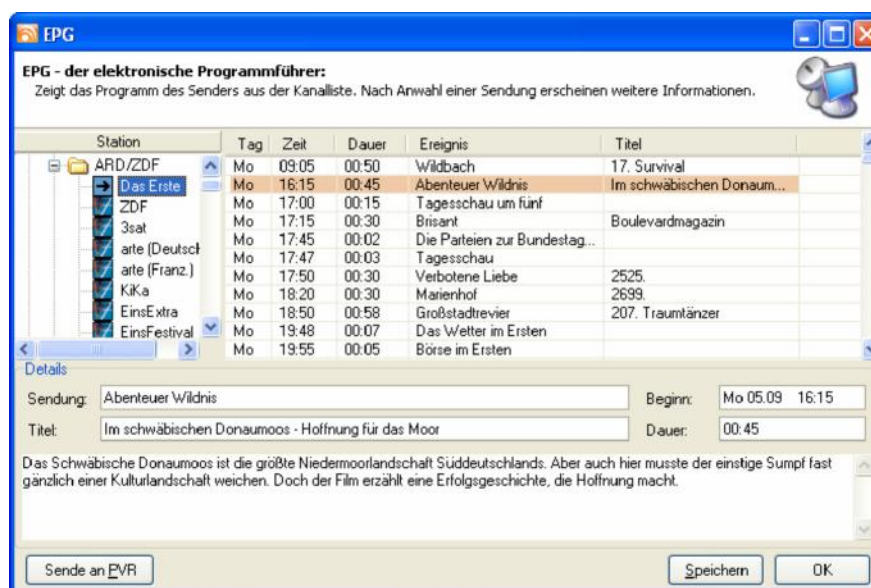 EPG
EPG - der elektronische Programmführer:
Zeigt das Programm des Senders aus der Kanalliste. Nach Anwahl einer Sendung erscheinen weitere Informationen.
Station Tag Zeit Dauer Ereignis Titel
ARD/ZDF
Das Erste
ZDF
3sat
arte (Deutsch
arte (Franz.)
KiKa
EinsExtra
EinsFestival
Mo 09:05 00:50 Wildbach 17. Survival
Mo 16:15 00:45 Abenteuer Wildnis Im schwäbischen Donaum...
Mo 17:00 00:15 Tagesschau um fünf
Mo 17:15 00:30 Brisant Boulevardmagazin
Mo 17:45 00:02 Die Parteien zur Bundestag...
Mo 17:47 00:03 Tagesschau
Mo 17:50 00:30 Verbotene Liebe 2525.
Mo 18:20 00:30 Marienhof 2699.
Mo 18:50 00:58 Großstadtrevier 207. Traumtänzer
Mo 19:48 00:07 Das Wetter im Ersten
Mo 19:55 00:05 Börse im Ersten
Details
Sendung: Abenteuer Wildnis Beginn: Mo 05.09 16:15
Titel: Im schwäbischen Donaumoos - Hoffnung für das Moor Dauer: 00:45
Das Schwäbische Donaumoos ist die größte Niedermoorlandschaft Süddeutschlands. Aber auch hier musste der einstige Sumpf fast
gänzlich einer Kulturlandschaft weichen. Doch der Film erzählt eine Erfolgsgeschichte, die Hoffnung macht.
Sende an PVR Speichern OK